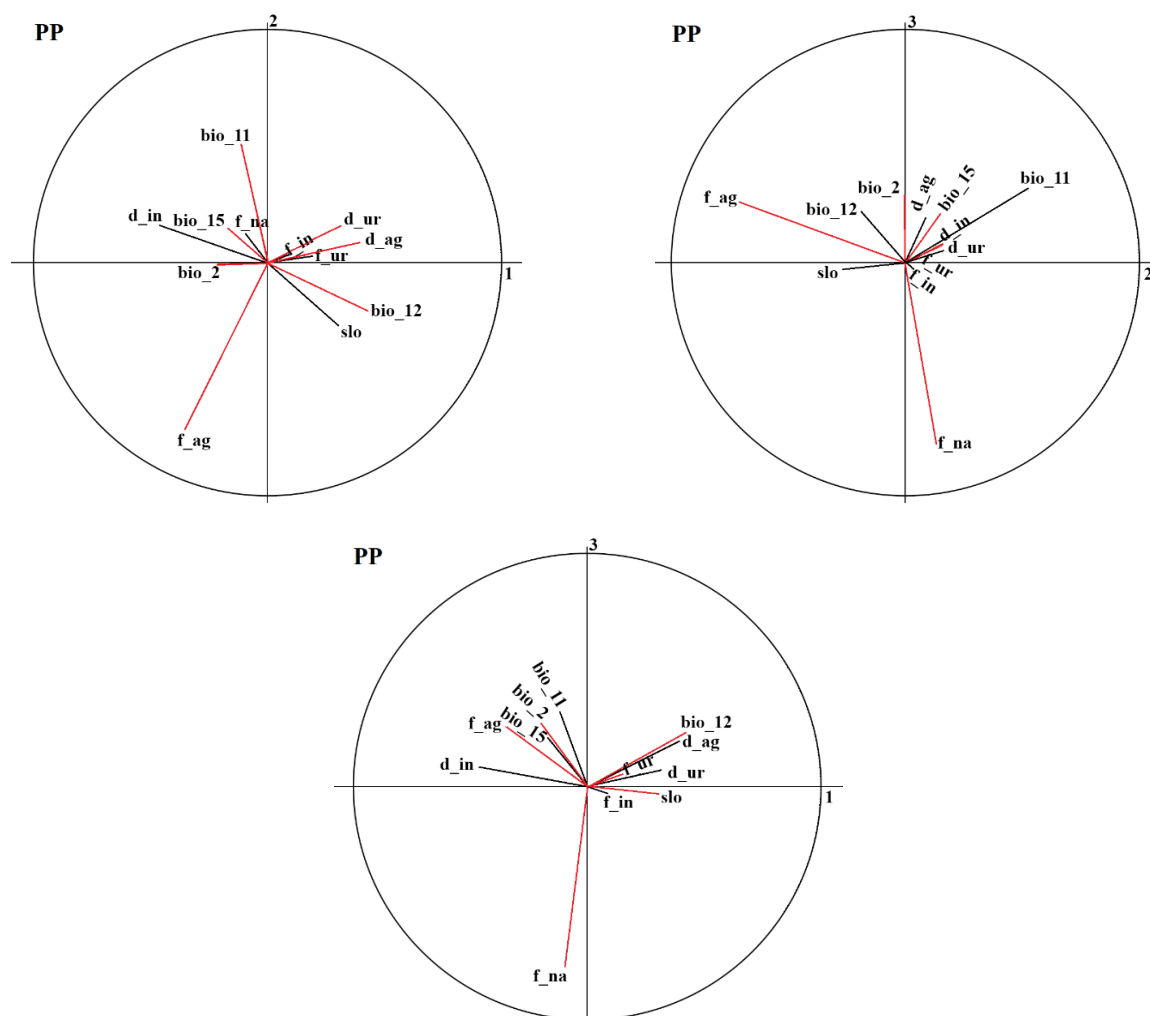 PP
2
bio_11
d_in
bio_15
f_na
d_ur
f_in
d_ag
f_ur
bio_2
1
bio_12
slo
f_ag
PP
3
bio_2
d_ag
bio_15
bio_11
f_ag
bio_12
d_in
d_ur
f_ur
slo
f_in
2
f_na
PP
3
bio_11
bio_2
f_ag
bio_15
bio_12
d_ag
d_in
f_ur
d_ur
f_in
slo
1
f_na